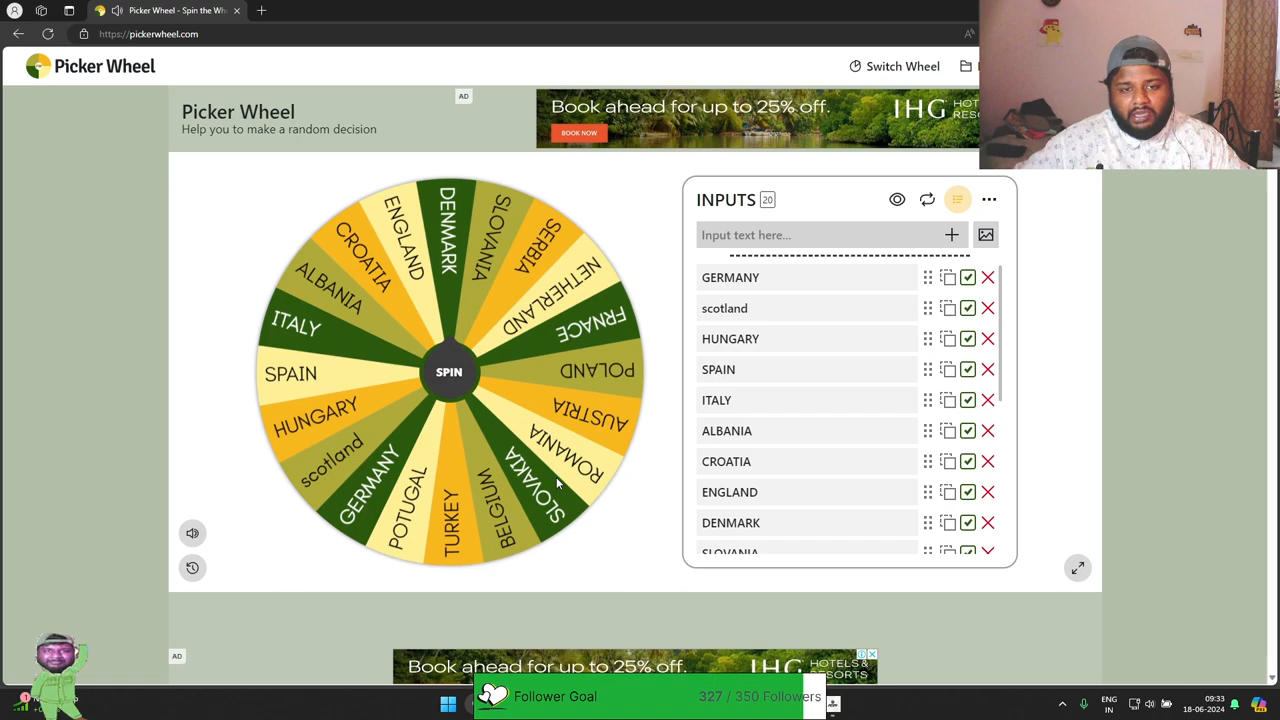 Spin the Wheel -
https://pickerwheel.com
Picker Wheel
Switch Wheel
Picker Wheel
Help you to make a random decision
AD
Book ahead for up to 25% off.
BOOK NOW
IHG
DENMARK
SLOVANIA
SERBIA
NETHERLAND
FRNACE
POLAND
AUSTRIA
ROMANIA
SLOVAKIA
BELGIUM
TURKEY
POTUGAL
GERMANY
scotland
HUNGARY
SPAIN
ITALY
ALBANIA
CROATIA
ENGLAND
SPIN
INPUTS 20
Input text here...
GERMANY
scotland
HUNGARY
SPAIN
ITALY
ALBANIA
CROATIA
ENGLAND
DENMARK
SLOVANIA
AD
Book ahead for up to 25% off.
IHG HOTELS &
RESORTS
Follower Goal 327 / 350 Followers
ENG
IN
09:33
18-06-2024